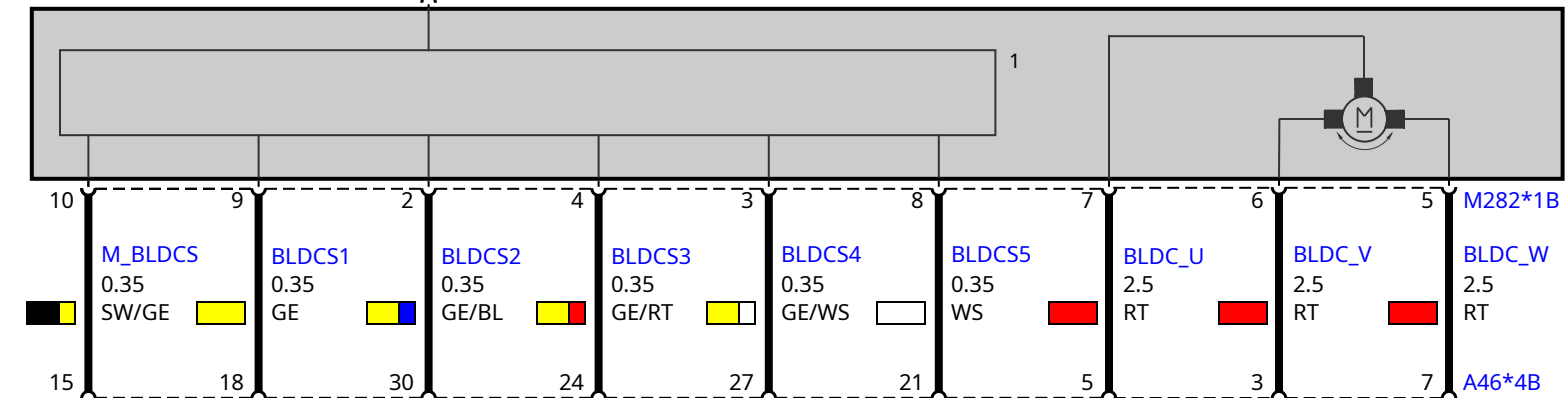 1
M
10 9 2 4 3 8 7 6 5 M282*1B
M_BLDCS BLDCS1 BLDCS2 BLDCS3 BLDCS4 BLDCS5 BLDC_U BLDC_V BLDC_W
0.35 0.35 0.35 0.35 0.35 0.35 2.5 2.5 2.5
SW/GE GE GE/BL GE/RT GE/WS WS RT RT RT
15 18 30 24 27 21 5 3 7 A46*4B